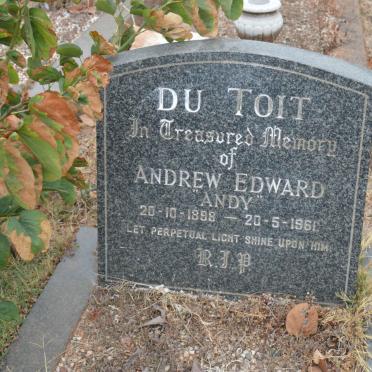 DU TOIT
In Treasured Memory
of
ANDREW EDWARD
"ANDY"
20-10-1898 — 20-5-1961
LET PERPETUAL LIGHT SHINE UPON HIM
R.I.P